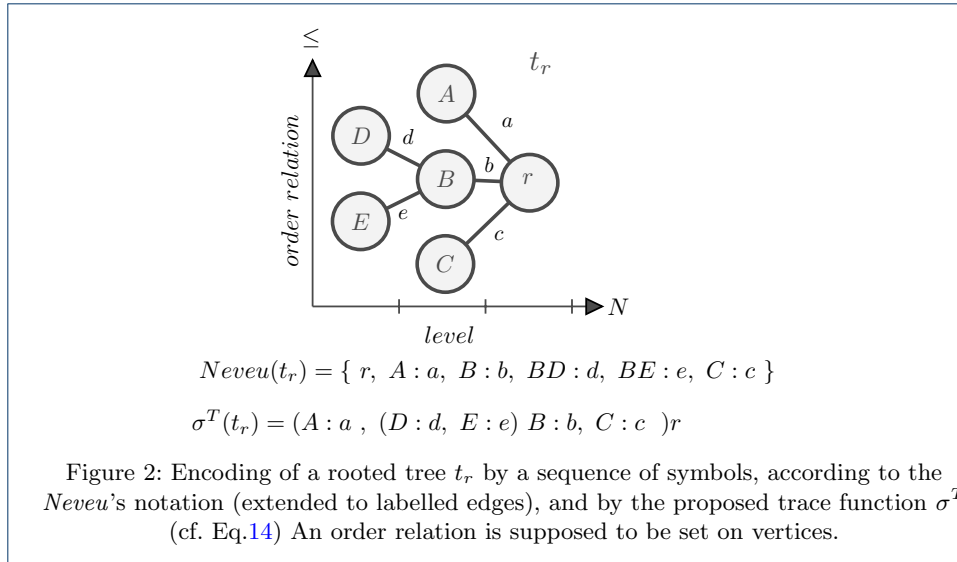 ≤
t_r
A
a
D
d
b
B
r
order relation
e
E
c
C
N
level
Neveu(t_r) = { r, A : a, B : b, BD : d, BE : e, C : c }
σ^T(t_r) = (A : a , (D : d, E : e) B : b, C : c )r
Figure 2: Encoding of a rooted tree t_r by a sequence of symbols, according to the
Neveu's notation (extended to labelled edges), and by the proposed trace function σ^T
(cf. Eq.14) An order relation is supposed to be set on vertices.